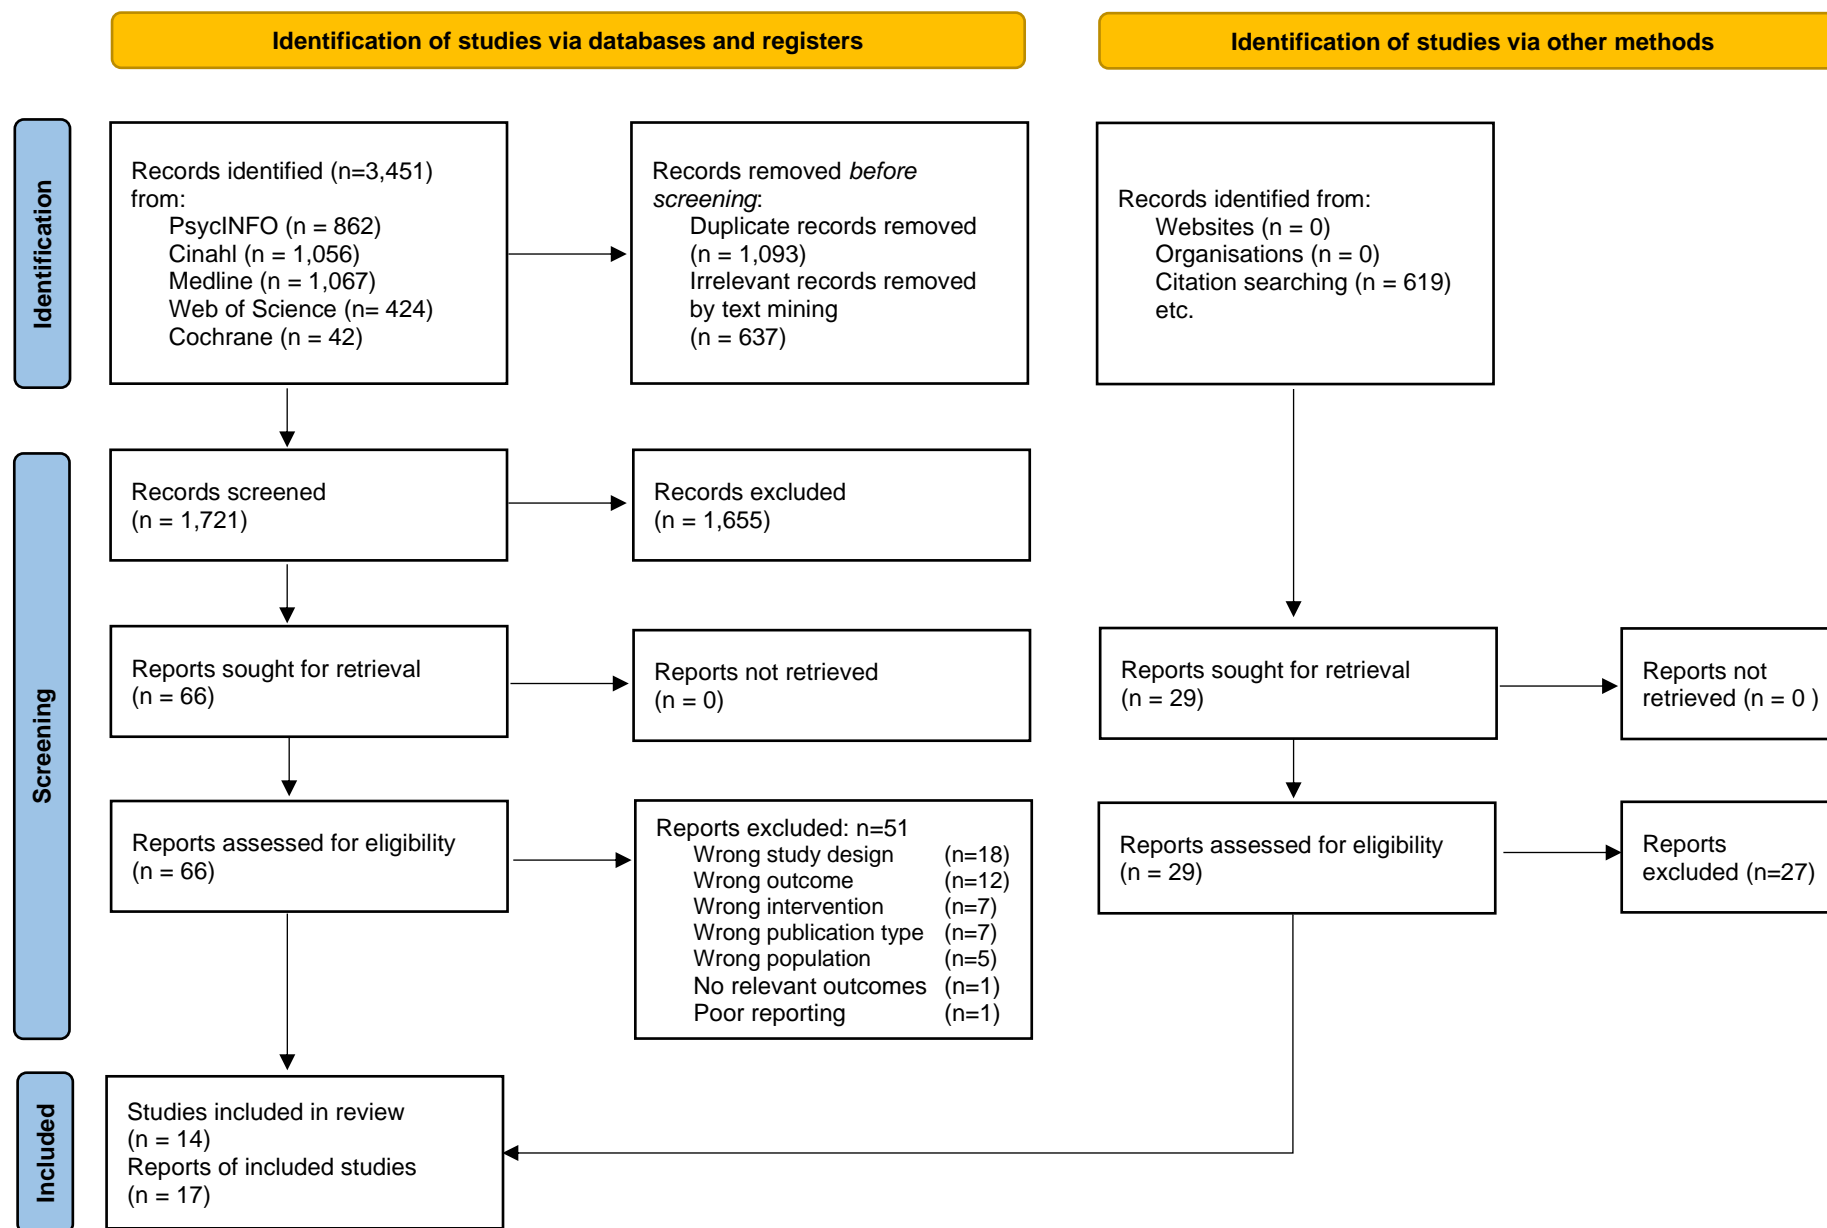 Identification of studies via databases and registers
Identification of studies via other methods
Identification
Records identified (n=3,451)
from:
PsycINFO (n = 862)
Cinahl (n = 1,056)
Medline (n = 1,067)
Web of Science (n= 424)
Cochrane (n = 42)
Records removed before
screening:
Duplicate records removed
(n = 1,093)
Irrelevant records removed
by text mining
(n = 637)
Records identified from:
Websites (n = 0)
Organisations (n = 0)
Citation searching (n = 619)
etc.
Screening
Records screened
(n = 1,721)
Records excluded
(n = 1,655)
Reports sought for retrieval
(n = 66)
Reports not retrieved
(n = 0)
Reports sought for retrieval
(n = 29)
Reports not
retrieved (n = 0 )
Reports assessed for eligibility
(n = 66)
Reports excluded: n=51
Wrong study design (n=18)
Wrong outcome (n=12)
Wrong intervention (n=7)
Wrong publication type (n=7)
Wrong population (n=5)
No relevant outcomes (n=1)
Poor reporting (n=1)
Reports assessed for eligibility
(n = 29)
Reports
excluded (n=27)
Included
Studies included in review
(n = 14)
Reports of included studies
(n = 17)